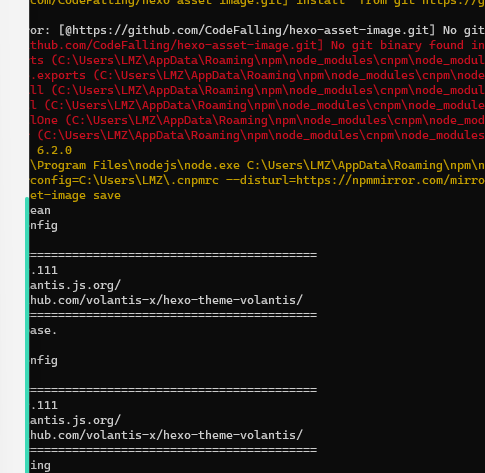 com/CodeFalling/hexo-asset-image.git] install from git https://g
or: [@https://github.com/CodeFalling/hexo-asset-image.git] No git
thub.com/CodeFalling/hexo-asset-image.git] No git binary found in
rts (C:\Users\LMZ\AppData\Roaming\npm\node_modules\cnpm\node_modul
.exports (C:\Users\LMZ\AppData\Roaming\npm\node_modules\cnpm\node_
ll (C:\Users\LMZ\AppData\Roaming\npm\node_modules\cnpm\node_module
l (C:\Users\LMZ\AppData\Roaming\npm\node_modules\cnpm\node_modules
lOne (C:\Users\LMZ\AppData\Roaming\npm\node_modules\cnpm\node_mod
(C:\Users\LMZ\AppData\Roaming\npm\node_modules\cnpm\node_modules
6.2.0
\Program Files\nodejs\node.exe C:\Users\LMZ\AppData\Roaming\npm\n
config=C:\Users\LMZ\.cnpmrc --disturl=https://npmmirror.com/mirro
et-image save
ean
nfig
=========================================
.111
antis.js.org/
hub.com/volantis-x/hexo-theme-volantis/
=========================================
ase.
nfig
=========================================
.111
antis.js.org/
hub.com/volantis-x/hexo-theme-volantis/
=========================================
ing